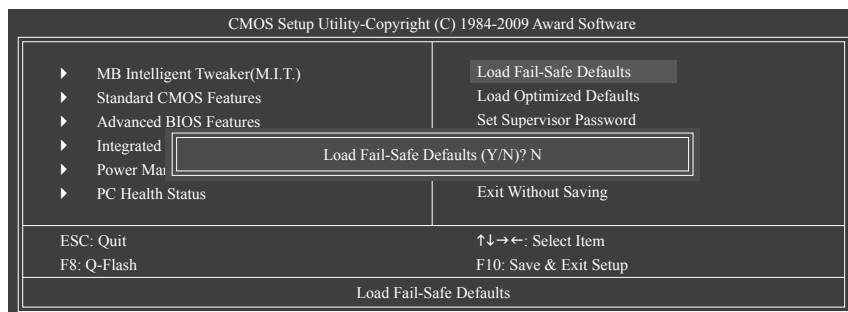 CMOS Setup Utility-Copyright (C) 1984-2009 Award Software
MB Intelligent Tweaker(M.I.T.)
Standard CMOS Features
Advanced BIOS Features
Integrated
Power
PC Health Status
Load Fail-Safe Defaults
Load Optimized Defaults
Set Supervisor Password
Exit Without Saving
Load Fail-Safe Defaults (Y/N)? N
ESC: Quit
F8: Q-Flash
↑↓→←: Select Item
F10: Save & Exit Setup
Load Fail-Safe Defaults